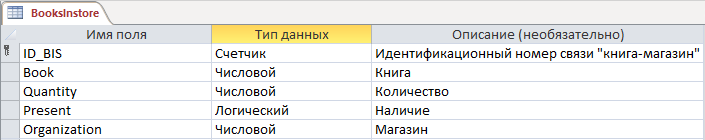 BooksInstore
Имя поля Тип данных Описание (необязательно)
ID_BIS Счетчик Идентификационный номер связи "книга-магазин"
Book Числовой Книга
Quantity Числовой Количество
Present Логический Наличие
Organization Числовой Магазин